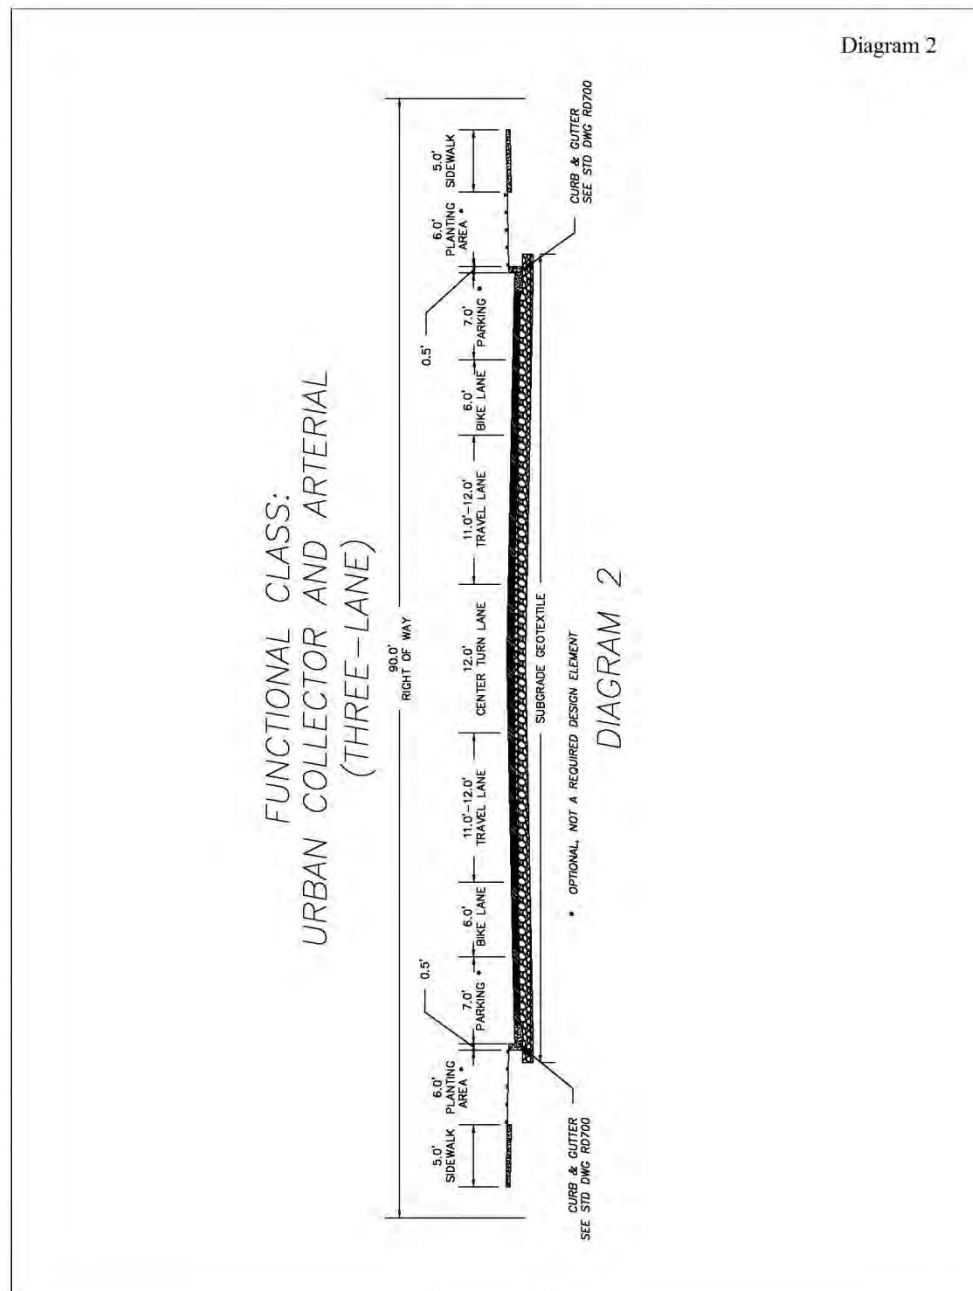 Diagram 2
FUNCTIONAL CLASS:
URBAN COLLECTOR AND ARTERIAL
(THREE-LANE)
90.0'
RIGHT OF WAY
5.0'
SIDEWALK
6.0'
PLANTING
AREA *
0.5'
7.0'
PARKING *
6.0'
BIKE LANE
11.0'-12.0'
TRAVEL LANE
12.0'
CENTER TURN LANE
11.0'-12.0'
TRAVEL LANE
6.0'
BIKE LANE
7.0'
PARKING *
0.5'
6.0'
PLANTING
AREA *
5.0'
SIDEWALK
CURB & GUTTER
SEE STD DWG RD700
SUBGRADE GEOTEXTILE
CURB & GUTTER
SEE STD DWG RD700
* OPTIONAL, NOT A REQUIRED DESIGN ELEMENT
DIAGRAM 2